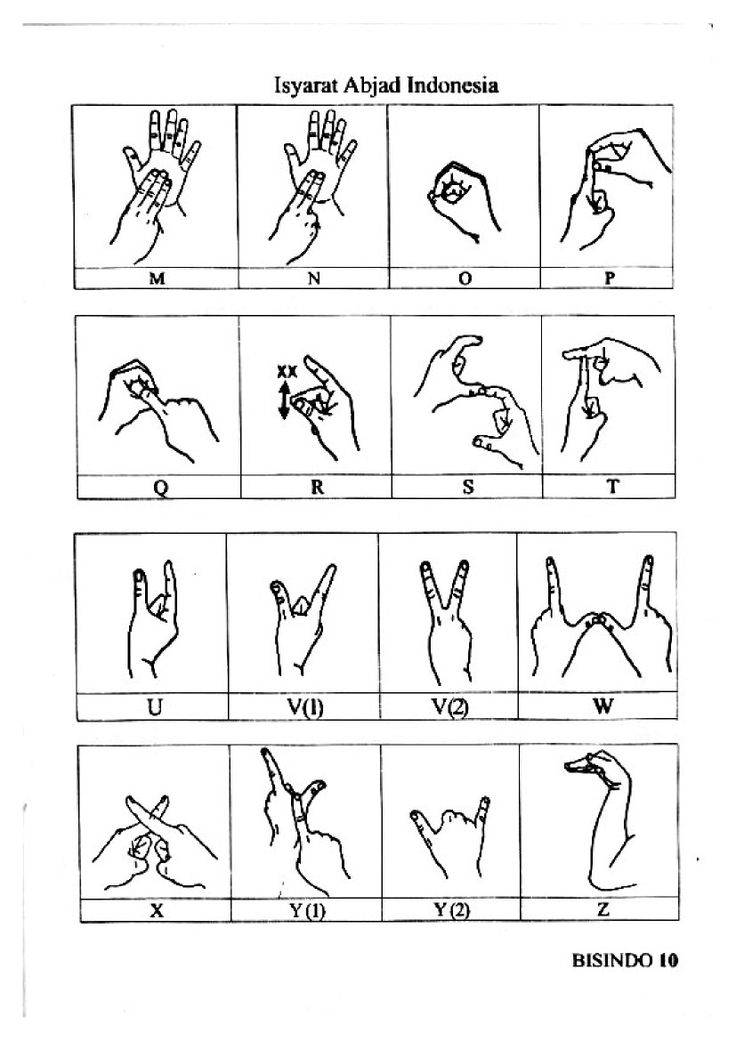 Isyarat Abjad Indonesia
M N O P
xx
Q R S T
U V(1) V(2) W
X Y(1) Y(2) Z
BISINDO 10